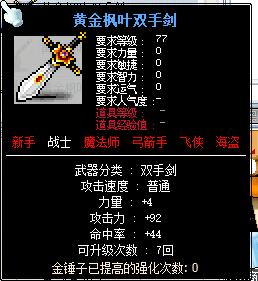 黄金枫叶双手剑
要求等级 : 77
要求力量 : 0
要求敏捷 : 0
要求智力 : 0
要求运气 : 0
要求人气度 : -
道具等级 : -
道具经验值 : -
新手 战士 魔法师 弓箭手 飞侠 海盗
武器分类 : 双手剑
攻击速度 : 普通
力量 : +4
攻击力 : +92
命中率 : +44
可升级次数 : 7回
金锤子已提高的强化次数: 0